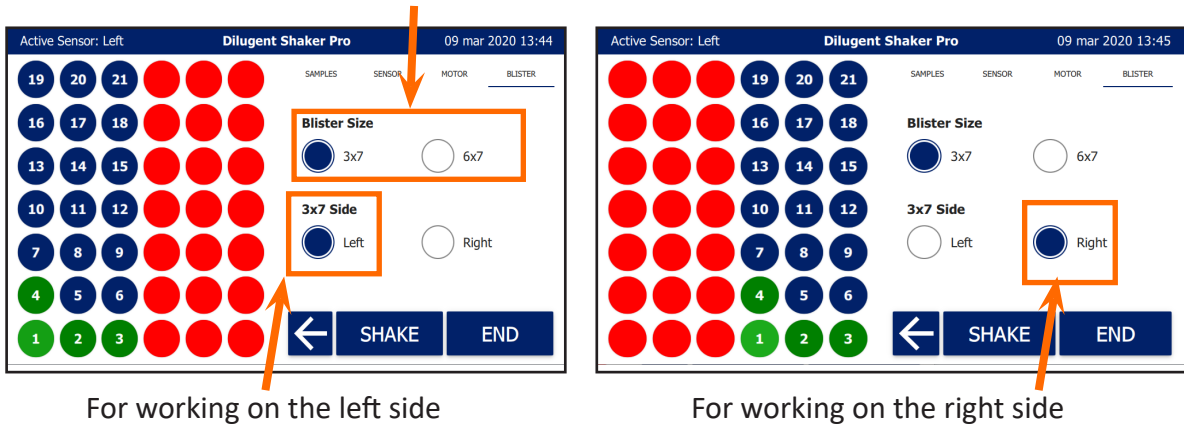 Active Sensor: Left Dilugent Shaker Pro 09 mar 2020 13:44
19 20 21
16 17 18
13 14 15
10 11 12
7 8 9
4 5 6
1 2 3
SAMPLES SENSOR MOTOR BLISTER
Blister Size
3x7 6x7
3x7 Side
Left Right
SHAKE END
For working on the left side
Active Sensor: Left Dilugent Shaker Pro 09 mar 2020 13:45
19 20 21
16 17 18
13 14 15
10 11 12
7 8 9
4 5 6
1 2 3
SAMPLES SENSOR MOTOR BLISTER
Blister Size
3x7 6x7
3x7 Side
Left Right
SHAKE END
For working on the right side